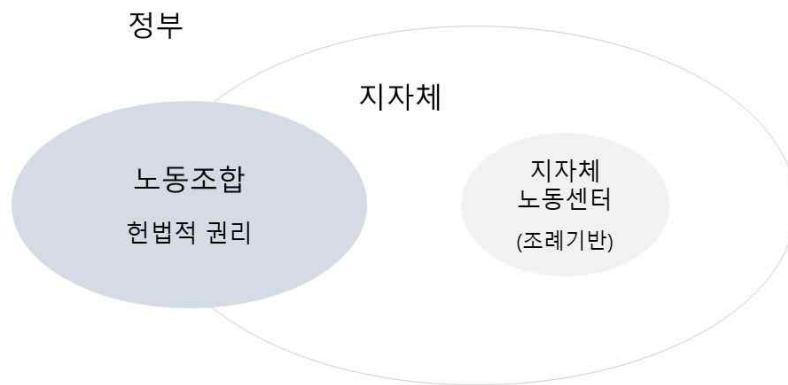 정부
지자체
노동조합
헌법적 권리
지자체
노동센터
(조례기반)